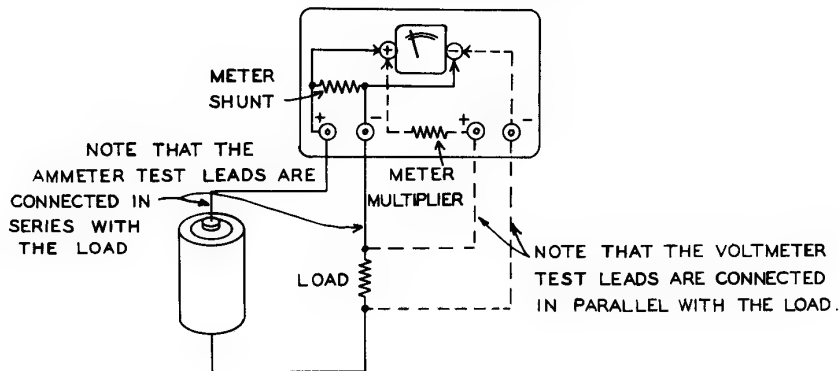 +
-
METER
SHUNT
+
-
+
-
NOTE THAT THE
AMMETER TEST LEADS ARE
CONNECTED IN
SERIES WITH
THE LOAD
METER
MULTIPLIER
LOAD
NOTE THAT THE VOLTMETER
TEST LEADS ARE CONNECTED
IN PARALLEL WITH THE LOAD.